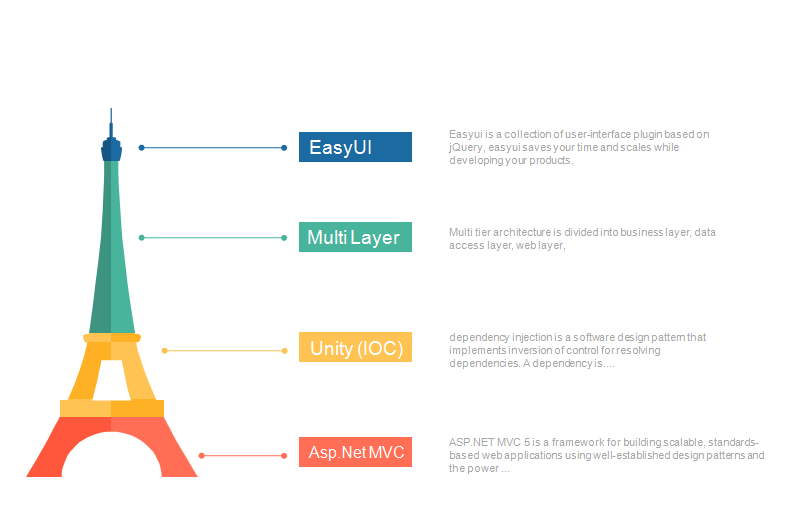 EasyUI
Easyui is a collection of user-interface plugin based on
jQuery, easyui saves your time and scales while
developing your products.
Multi Layer
Multi tier architecture is divided into business layer, data
access layer, web layer,
Unity (IOC)
dependency injection is a software design pattern that
implements inversion of control for resolving
dependencies. A dependency is....
Asp.Net MVC
ASP.NET MVC 5 is a framework for building scalable, standards-
based web applications using well-established design patterns and
the power ...